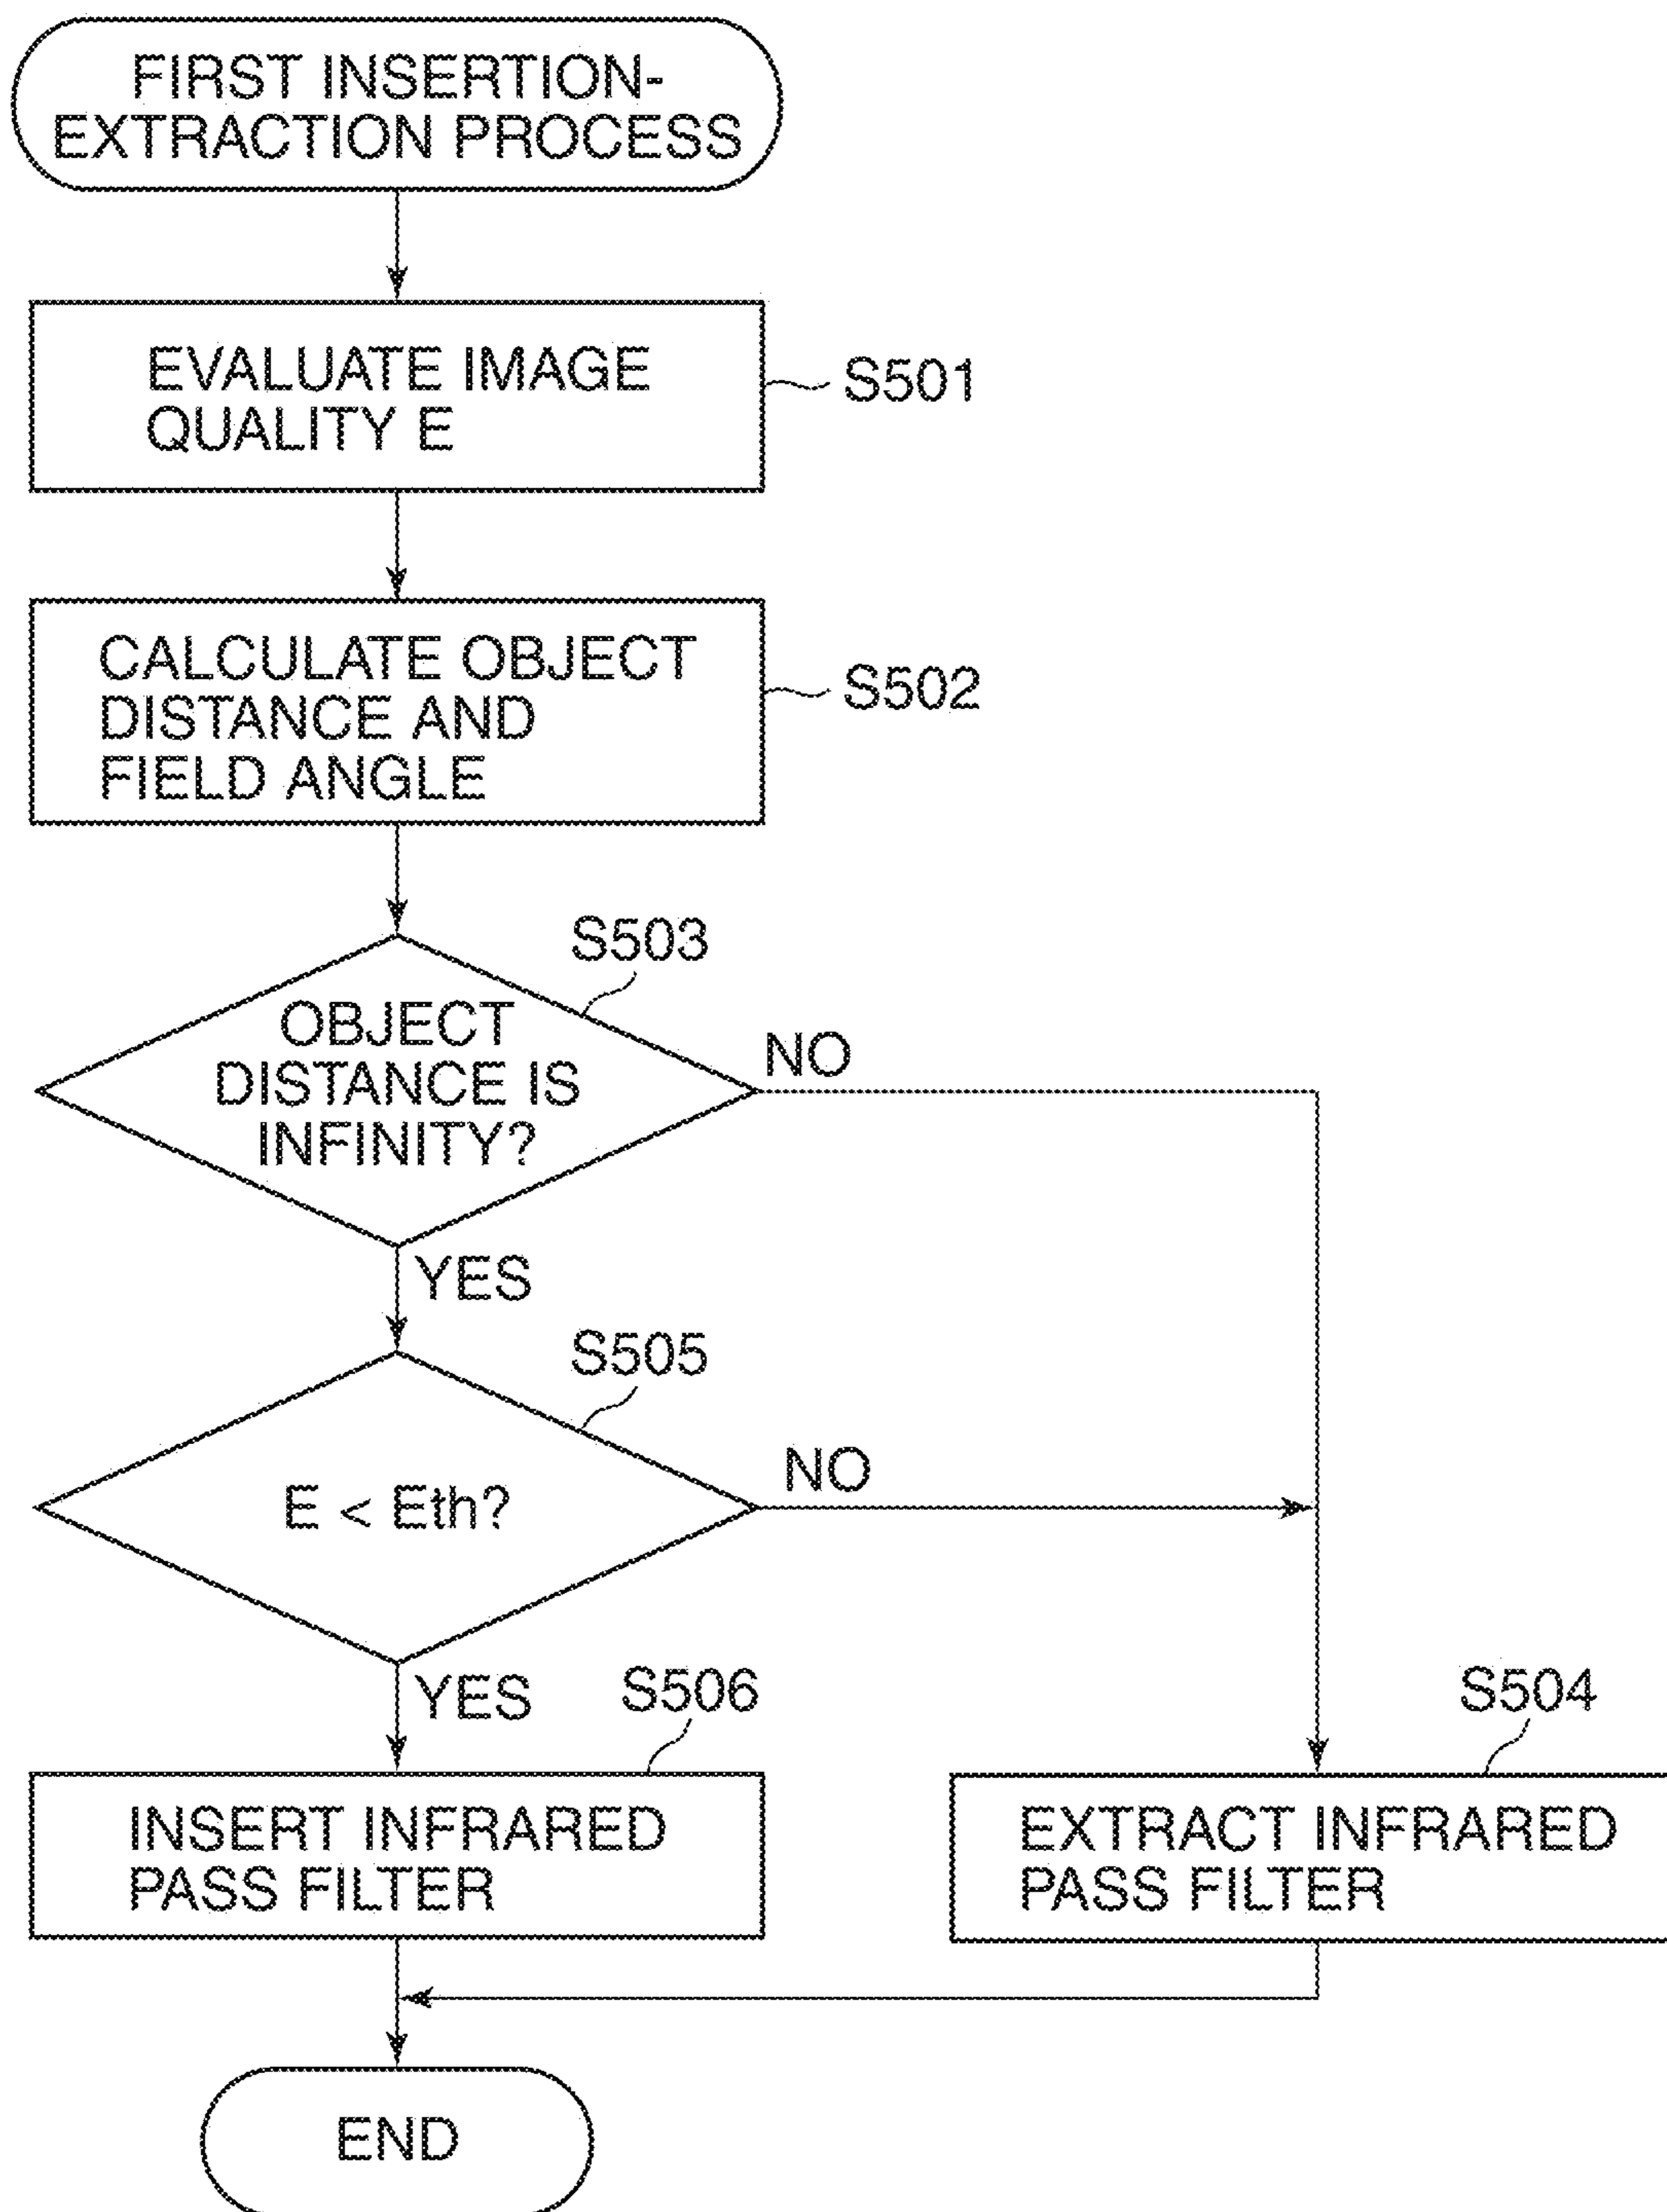 FIRST INSERTION-
EXTRACTION PROCESS
EVALUATE IMAGE
QUALITY E
S501
CALCULATE OBJECT
DISTANCE AND
FIELD ANGLE
S502
S503
OBJECT
DISTANCE IS
INFINITY?
NO
YES
S505
E < Eth?
NO
YES
S506
S504
INSERT INFRARED
PASS FILTER
EXTRACT INFRARED
PASS FILTER
END